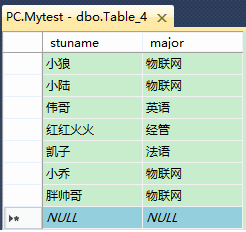 PC.Mytest - dbo.Table_4
stuname major
小狼 物联网
小陆 物联网
伟哥 英语
红红火火 经管
凯子 法语
小乔 物联网
胖帅哥 物联网
NULL NULL